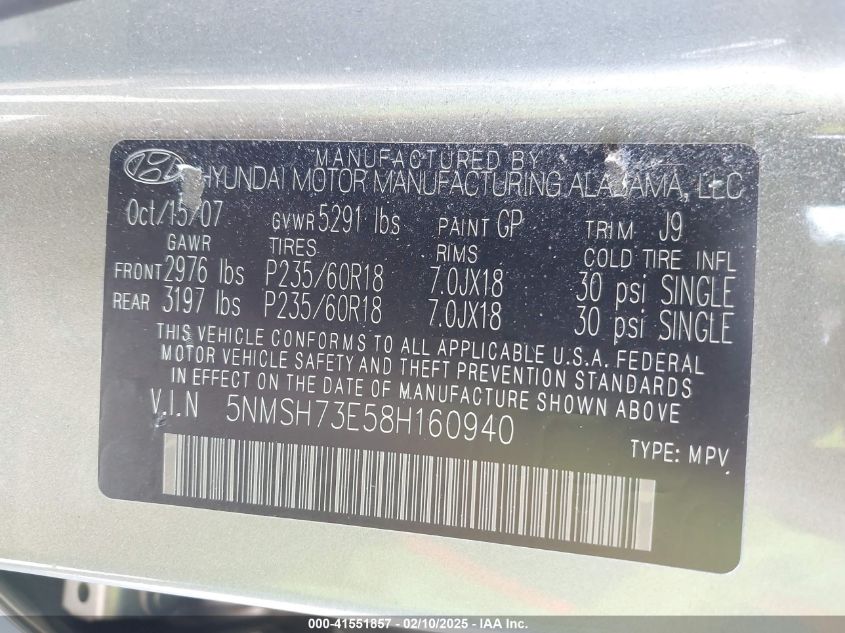 MANUFACTURED BY
HYUNDAI MOTOR MANUFACTURING ALABAMA, LLC
Oct/15/07 GVWR 5291 lbs PAINT GP TRIM J9
GAWR TIRES RIMS COLD TIRE INFL
FRONT 2976 lbs P235/60R18 7.0JX18 30 psi SINGLE
REAR 3197 lbs P235/60R18 7.0JX18 30 psi SINGLE
THIS VEHICLE CONFORMS TO ALL APPLICABLE U.S.A. FEDERAL
MOTOR VEHICLE SAFETY AND THEFT PREVENTION STANDARDS
IN EFFECT ON THE DATE OF MANUFACTURE SHOWN ABOVE
V.I.N 5NMSH73E58H160940
TYPE: MPV
000-41551857 - 02/10/2025 - IAA Inc.